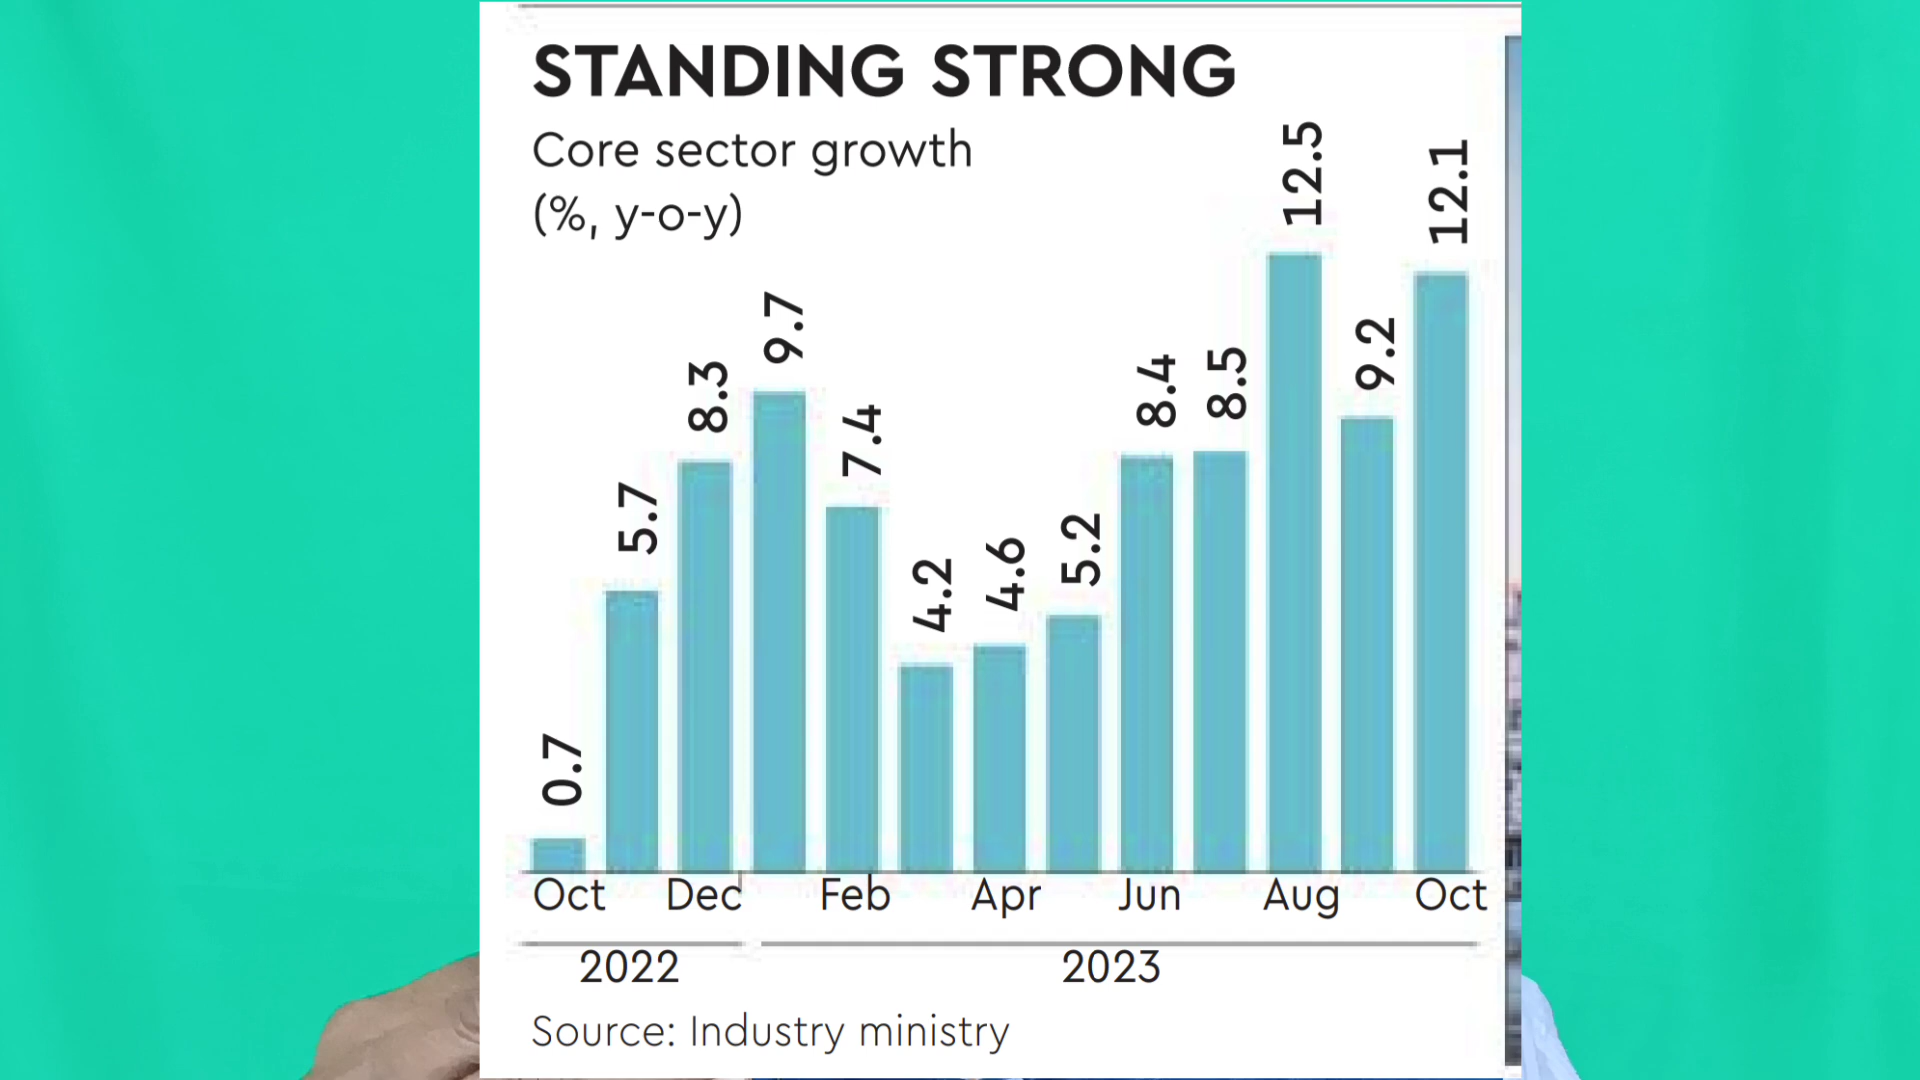 STANDING STRONG
Core sector growth
(%, y-o-y)
0.7
5.7
8.3
9.7
7.4
4.2
4.6
5.2
8.4
8.5
12.5
9.2
12.1
Oct Dec Feb Apr Jun Aug Oct
2022 2023
Source: Industry ministry